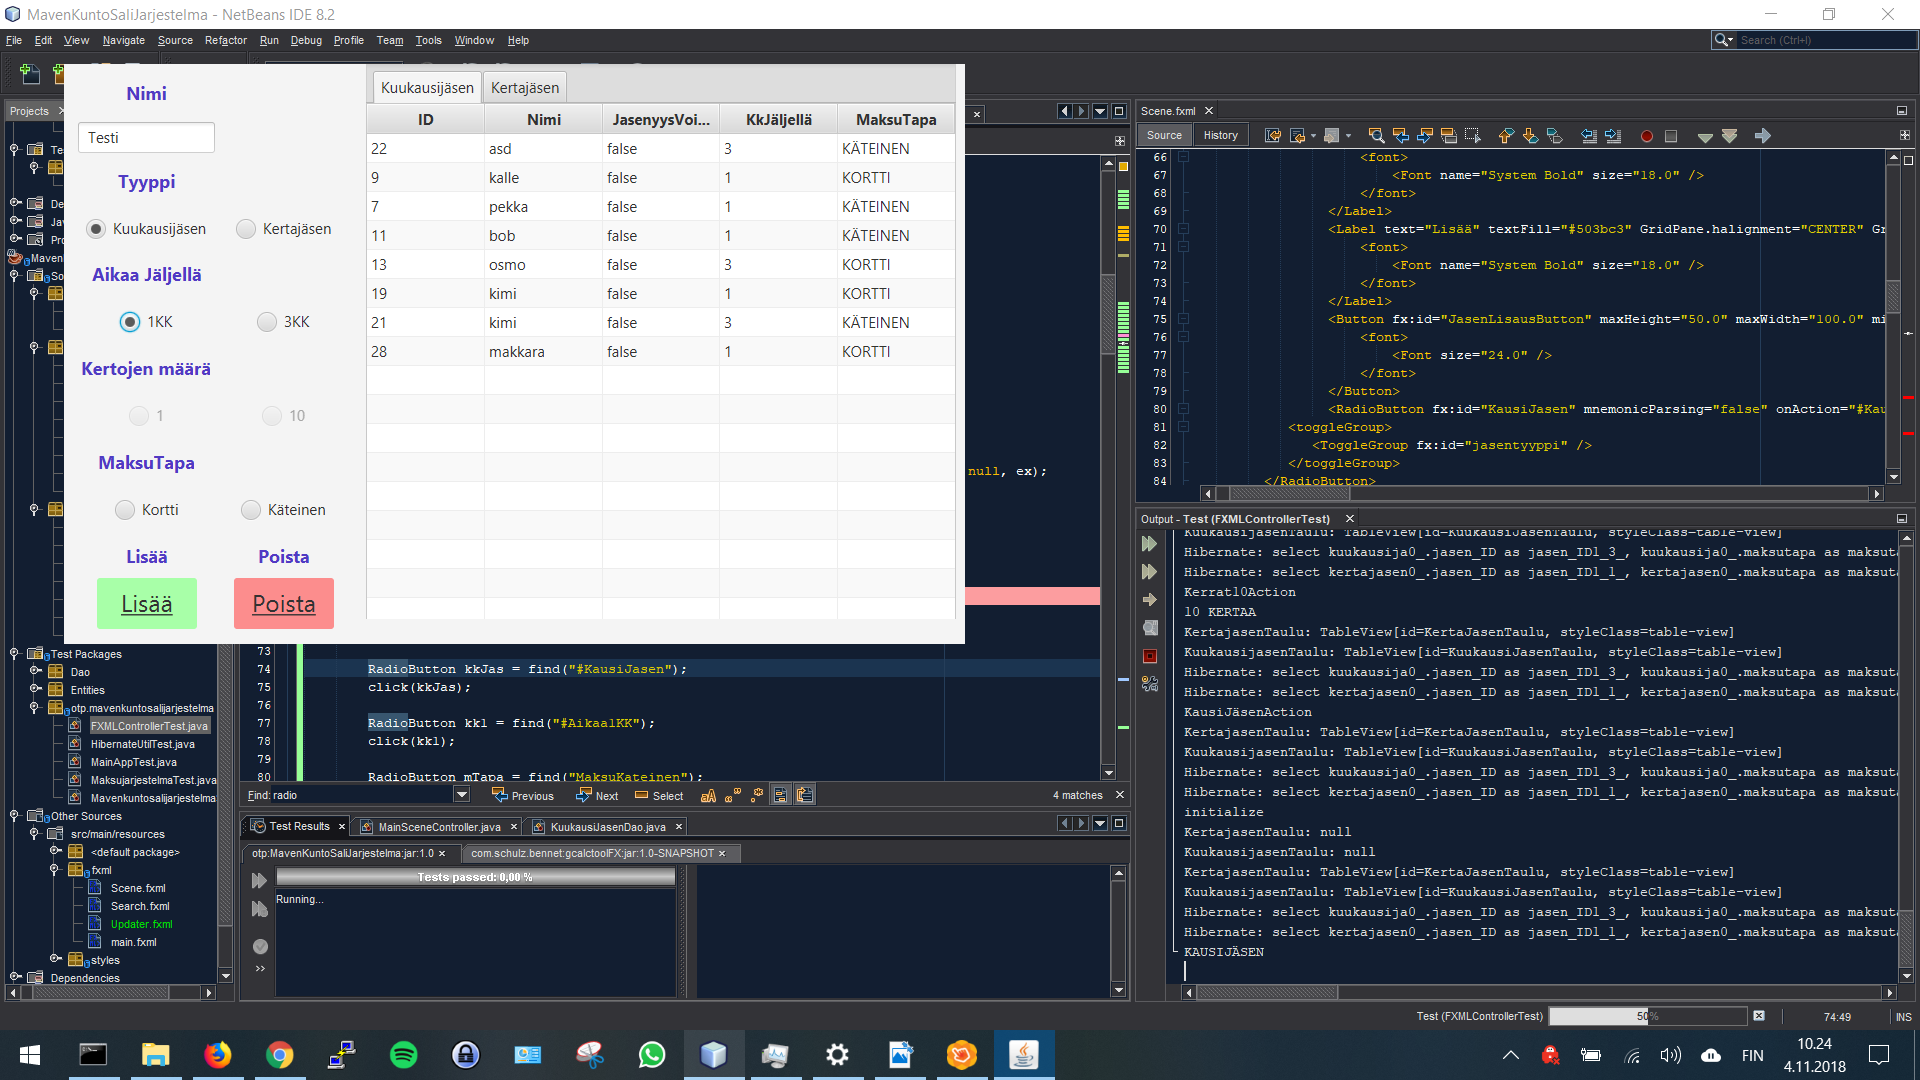 MavenKuntoSaliJarjestelma - NetBeans IDE 8.2
File Edit View Navigate Source Refactor Run Debug Profile Team Tools Window Help
Search (Ctrl+I)
Projects
Nimi
Testi
Tyyppi
Kuukausijäsen Kertajäsen
Aikaa Jäljellä
1KK 3KK
Kertojen määrä
1 10
MaksuTapa
Kortti Käteinen
Lisää Poista
Lisää Poista
Kuukausijäsen Kertajäsen
ID Nimi JasenyysVoi... KkJäljellä MaksuTapa
22 asd false 3 KÄTEINEN
9 kalle false 1 KORTTI
7 pekka false 1 KÄTEINEN
11 bob false 1 KÄTEINEN
13 osmo false 3 KORTTI
19 kimi false 1 KORTTI
21 kimi false 3 KÄTEINEN
28 makkara false 1 KORTTI
null, ex);
73
74 RadioButton kkJas = find("#KausiJasen");
75 click(kkJas);
76
77 RadioButton kk1 = find("#Aikaa1KK");
78 click(kk1);
79
80 RadioButton mTapa = find("MaksuKateinen");
Find: radio Previous Next Select 4 matches
Test Packages
Dao
Entities
otp.mavenkuntosalijarjestelma
FXMLControllerTest.java
HibernateUtilTest.java
MainAppTest.java
MaksujarjestelmaTest.java
Mavenkuntosalijarjestelma
Other Sources
src/main/resources
<default package>
fxml
Scene.fxml
Search.fxml
Updater.fxml
main.fxml
styles
Dependencies
Test Results MainSceneController.java KuukausiJasenDao.java
otp:MavenKuntoSaliJarjestelma:jar:1.0 com.schulz.bennet:gcalctoolFX:jar:1.0-SNAPSHOT
Tests passed: 0,00 %
Running...
Scene.fxml
Source History
66 <font>
67 <Font name="System Bold" size="18.0" />
68 </font>
69 </Label>
70 <Label text="Lisää" textFill="#503bc3" GridPane.halignment="CENTER" Gr
71 <font>
72 <Font name="System Bold" size="18.0" />
73 </font>
74 </Label>
75 <Button fx:id="JasenLisausButton" maxHeight="50.0" maxWidth="100.0" mi
76 <font>
77 <Font size="24.0" />
78 </font>
79 </Button>
80 <RadioButton fx:id="KausiJasen" mnemonicParsing="false" onAction="#Kau
81 <toggleGroup>
82 <ToggleGroup fx:id="jasentyyppi" />
83 </toggleGroup>
84 </RadioButton>
Output - Test (FXMLControllerTest)
KuukausijasenTaulu: TableView[id=KuukausiJasenTaulu, styleClass=table-view]
Hibernate: select kuukausija0_.jasen_ID as jasen_ID1_3_, kuukausija0_.maksutapa as maksuta
Hibernate: select kertajasen0_.jasen_ID as jasen_ID1_1_, kertajasen0_.maksutapa as maksuta
Kerrat10Action
10 KERTAA
KertajasenTaulu: TableView[id=KertaJasenTaulu, styleClass=table-view]
KuukausijasenTaulu: TableView[id=KuukausiJasenTaulu, styleClass=table-view]
Hibernate: select kuukausija0_.jasen_ID as jasen_ID1_3_, kuukausija0_.maksutapa as maksuta
Hibernate: select kertajasen0_.jasen_ID as jasen_ID1_1_, kertajasen0_.maksutapa as maksuta
KausiJäsenAction
KertajasenTaulu: TableView[id=KertaJasenTaulu, styleClass=table-view]
KuukausijasenTaulu: TableView[id=KuukausiJasenTaulu, styleClass=table-view]
Hibernate: select kuukausija0_.jasen_ID as jasen_ID1_3_, kuukausija0_.maksutapa as maksuta
Hibernate: select kertajasen0_.jasen_ID as jasen_ID1_1_, kertajasen0_.maksutapa as maksuta
initialize
KertajasenTaulu: null
KuukausijasenTaulu: null
KertajasenTaulu: TableView[id=KertaJasenTaulu, styleClass=table-view]
KuukausijasenTaulu: TableView[id=KuukausiJasenTaulu, styleClass=table-view]
Hibernate: select kuukausija0_.jasen_ID as jasen_ID1_3_, kuukausija0_.maksutapa as maksuta
Hibernate: select kertajasen0_.jasen_ID as jasen_ID1_1_, kertajasen0_.maksutapa as maksuta
KAUSIJÄSEN
Test (FXMLControllerTest) 50% 74:49 INS
FIN
10.24
4.11.2018